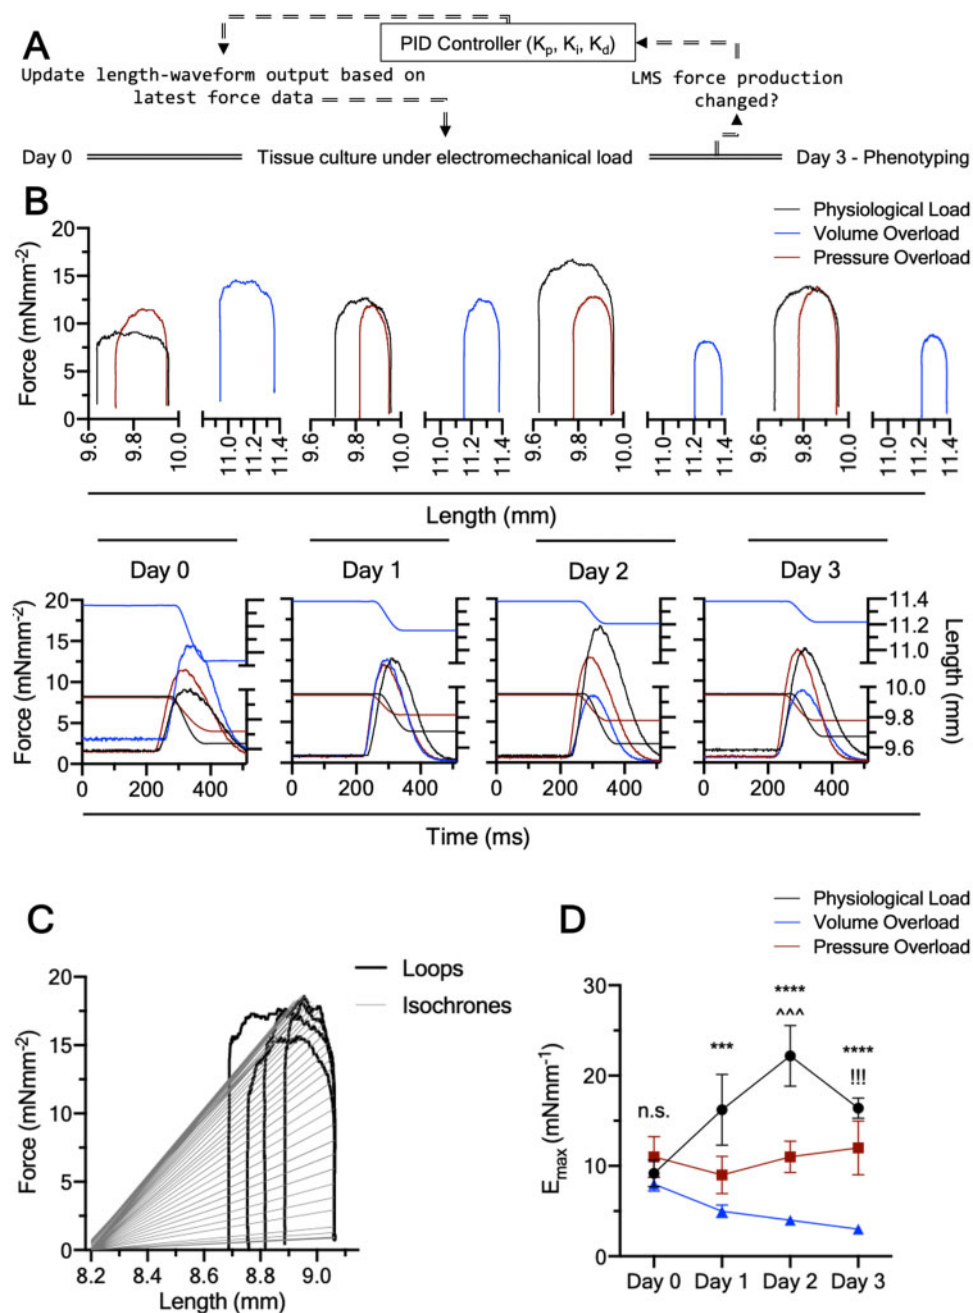 A
PID Controller (Kp, Ki, Kd)
Update length-waveform output based on
latest force data
LMS force production
changed?
Day 0
Tissue culture under electromechanical load
Day 3 - Phenotyping
B
Physiological Load
Volume Overload
Pressure Overload
Force (mNmm-2)
20
15
10
5
0
9.6
9.8
10.0
11.0
11.2
11.4
9.6
9.8
10.0
11.0
11.2
11.4
9.6
9.8
10.0
11.0
11.2
11.4
9.6
9.8
10.0
11.0
11.2
11.4
Length (mm)
Day 0
Day 1
Day 2
Day 3
Force (mNmm-2)
20
15
10
5
0
11.4
11.2
11.0
10.0
9.8
9.6
Length (mm)
0 200 400
0 200 400
0 200 400
0 200 400
Time (ms)
C
Loops
Isochrones
Force (mNmm-2)
20
15
10
5
0
8.2 8.4 8.6 8.8 9.0
Length (mm)
D
Physiological Load
Volume Overload
Pressure Overload
Emax (mNmm-1)
30
20
10
0
n.s.
***
****
^^^
****
!!!
Day 0 Day 1 Day 2 Day 3